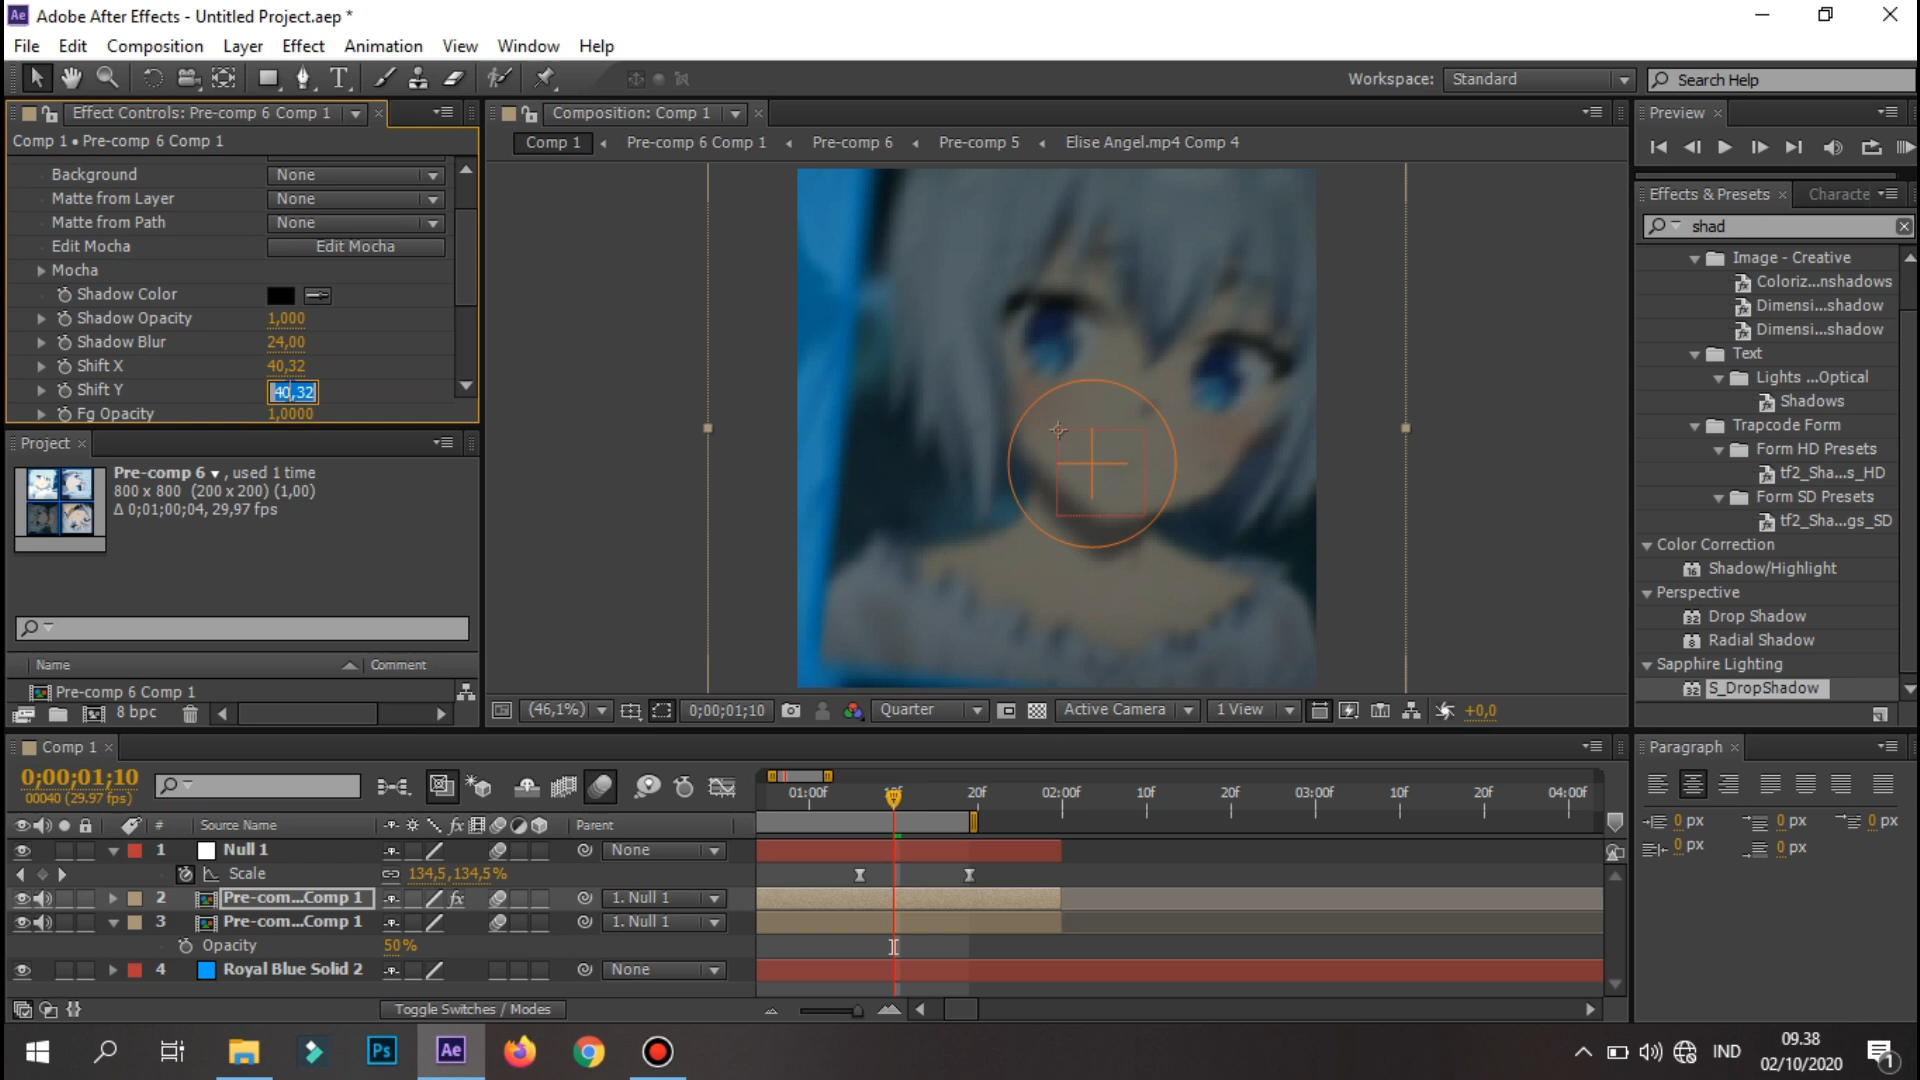 Ae Adobe After Effects - Untitled Project.aep *
File Edit Composition Layer Effect Animation View Window Help
Workspace: Standard Search Help
Effect Controls: Pre-comp 6 Comp 1
Comp 1 • Pre-comp 6 Comp 1
Background None
Matte from Layer None
Matte from Path None
Edit Mocha Edit Mocha
Mocha
Shadow Color
Shadow Opacity 1,000
Shadow Blur 24,00
Shift X 40,32
Shift Y 40,32
Fg Opacity 1,0000
Project
Pre-comp 6 , used 1 time
800 x 800 (200 x 200) (1,00)
Δ 0;01;00;04, 29,97 fps
Name Comment
Pre-comp 6 Comp 1
8 bpc
Composition: Comp 1
Comp 1 Pre-comp 6 Comp 1 Pre-comp 6 Pre-comp 5 Elise Angel.mp4 Comp 4
(46,1%) 0;00;01;10 Quarter Active Camera 1 View +0,0
Preview
Effects & Presets Characte
shad
Image - Creative
Coloriz...nshadows
Dimensi...shadow
Dimensi...shadow
Text
Lights ...Optical
Shadows
Trapcode Form
Form HD Presets
tf2_Sha...s_HD
Form SD Presets
tf2_Sha...gs_SD
Color Correction
16 Shadow/Highlight
Perspective
32 Drop Shadow
8 Radial Shadow
Sapphire Lighting
32 S_DropShadow
Comp 1
0;00;01;10
00040 (29.97 fps)
01:00f 10f 20f 02:00f 10f 20f 03:00f 10f 20f 04:00f
# Source Name fx Parent
1 Null 1 None
Scale 134,5,134,5%
2 Pre-com...Comp 1 fx 1. Null 1
3 Pre-com...Comp 1 1. Null 1
Opacity 50%
4 Royal Blue Solid 2 None
Toggle Switches / Modes
Paragraph
0 px 0 px 0 px
0 px 0 px
Ps Ae
IND
09.38
02/10/2020
1